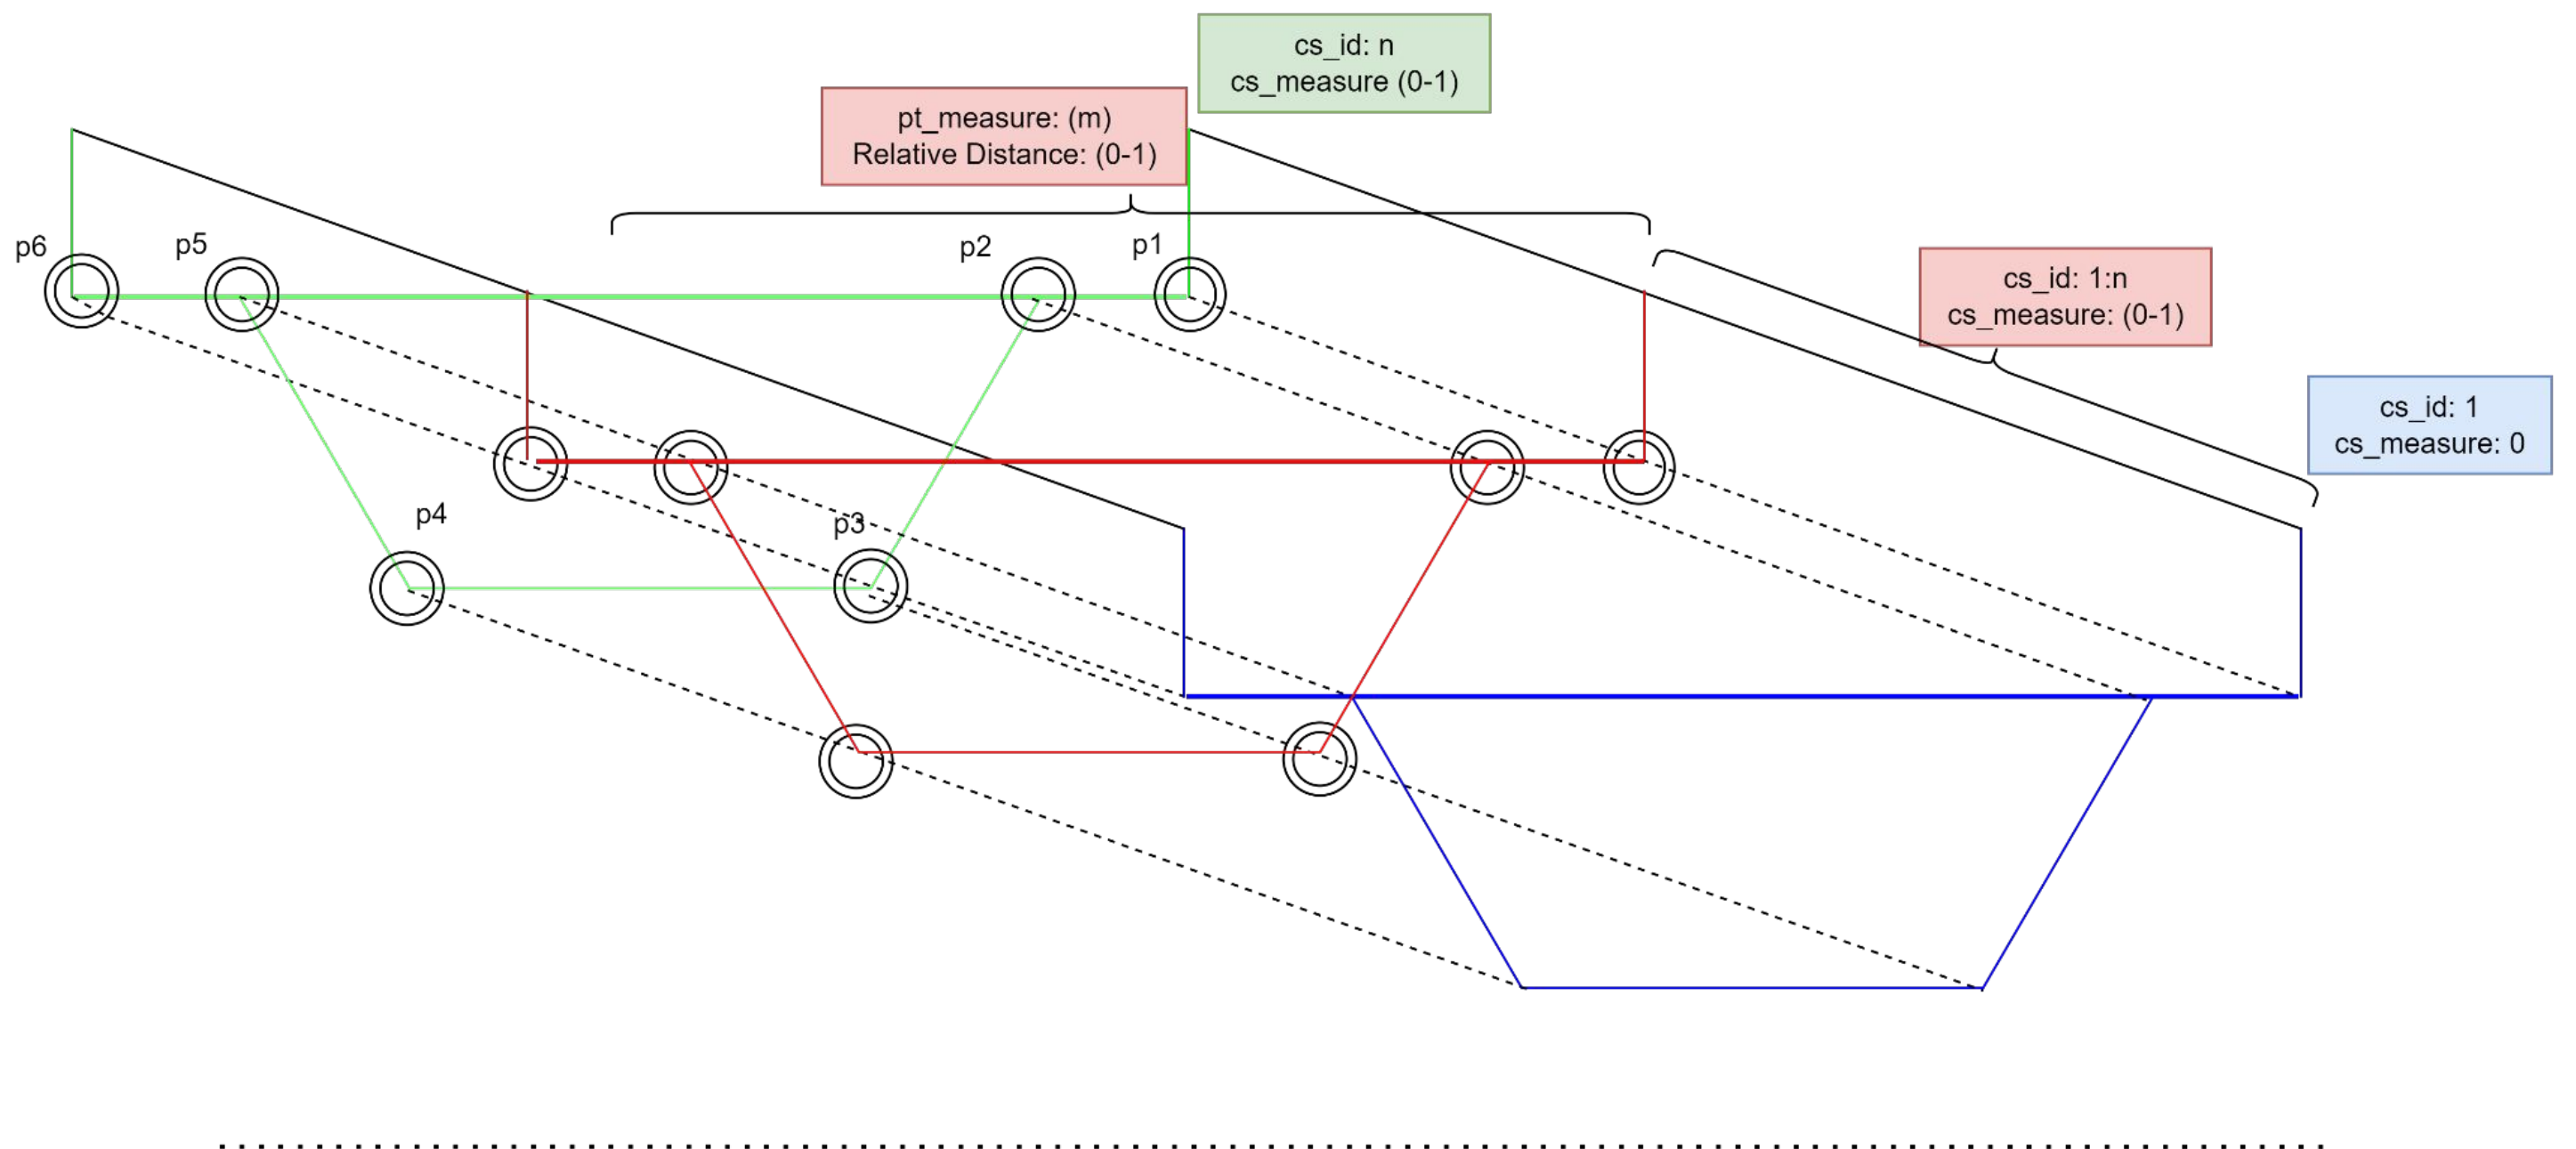 cs_id: n
cs_measure (0-1)
pt_measure: (m)
Relative Distance: (0-1)
p6
p5
p2
p1
cs_id: 1:n
cs_measure: (0-1)
cs_id: 1
cs_measure: 0
p4
p3